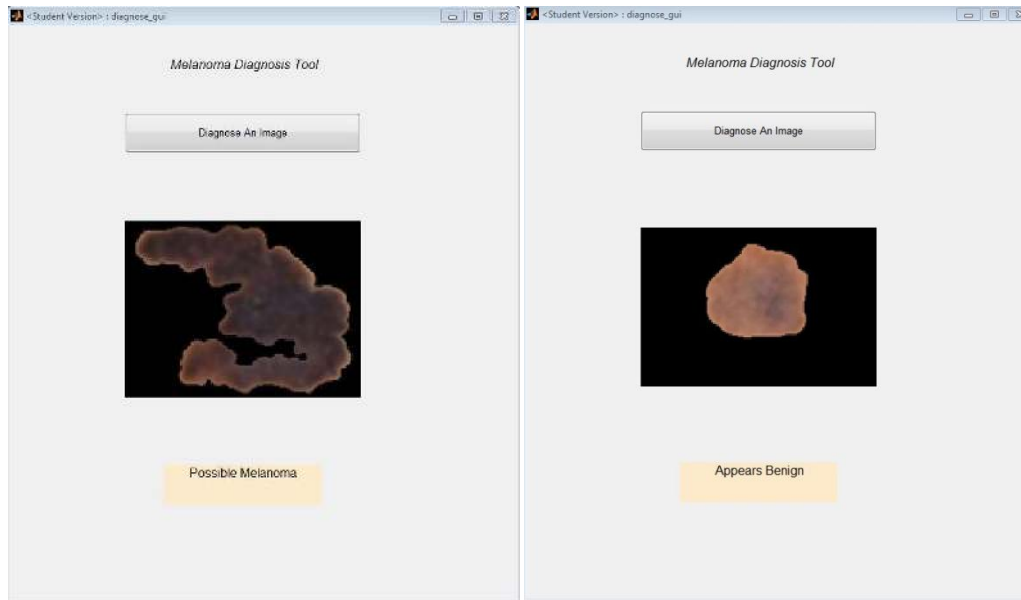 <Student Version> : diagnose_gui
Melanoma Diagnosis Tool
Diagnose An Image
Possible Melanoma
<Student Version> : diagnose_gui
Melanoma Diagnosis Tool
Diagnose An Image
Appears Benign